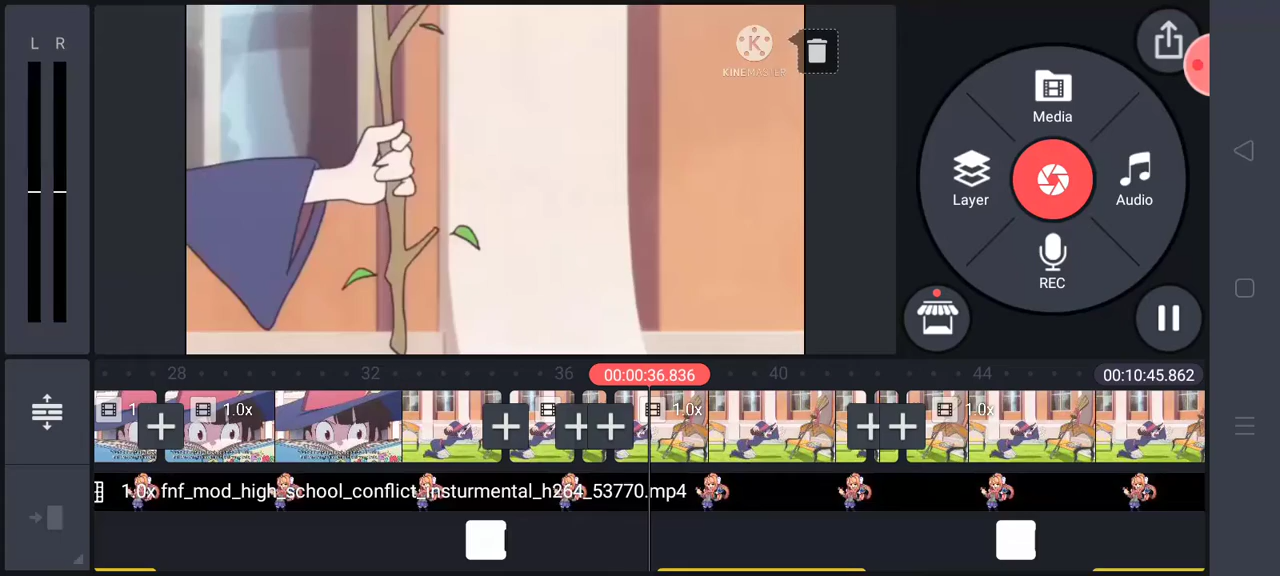 L R
KINEMASTER
Media
Layer
Audio
REC
28
32
36
00:00:36.836
40
44
00:10:45.862
1
1.0x
1.0x
1.0x
1.0x fnf_mod_high_school_conflict_insturmental_h264_53770.mp4